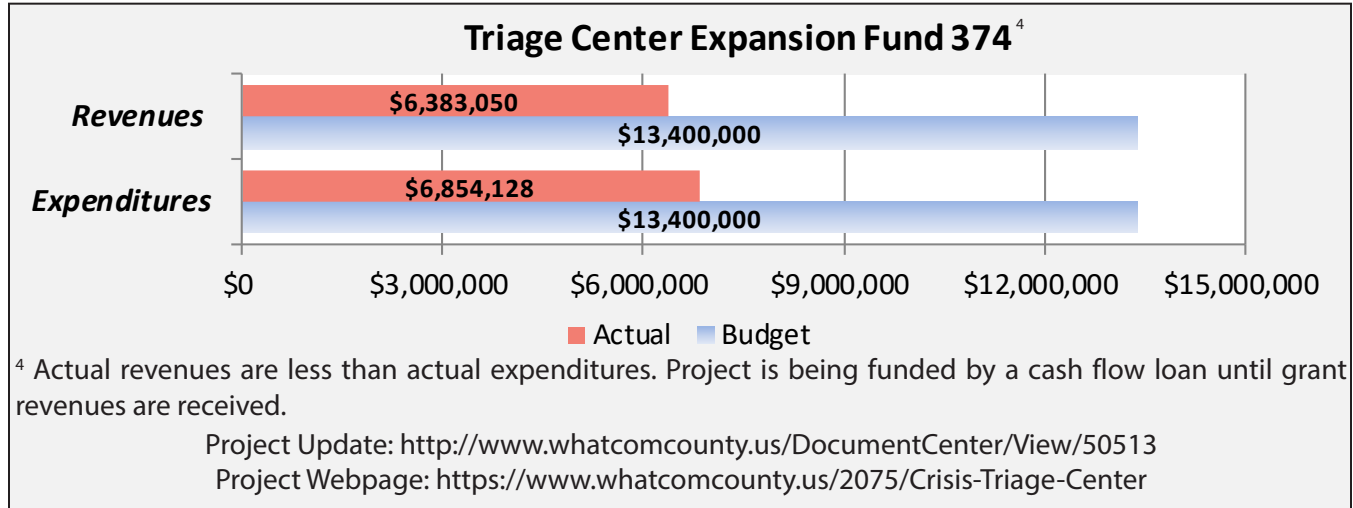 Triage Center Expansion Fund 374 4
Revenues
$6,383,050
$13,400,000
Expenditures
$6,854,128
$13,400,000
$0 $3,000,000 $6,000,000 $9,000,000 $12,000,000 $15,000,000
Actual Budget
4 Actual revenues are less than actual expenditures. Project is being funded by a cash flow loan until grant
revenues are received.
Project Update: http://www.whatcomcounty.us/DocumentCenter/View/50513
Project Webpage: https://www.whatcomcounty.us/2075/Crisis-Triage-Center